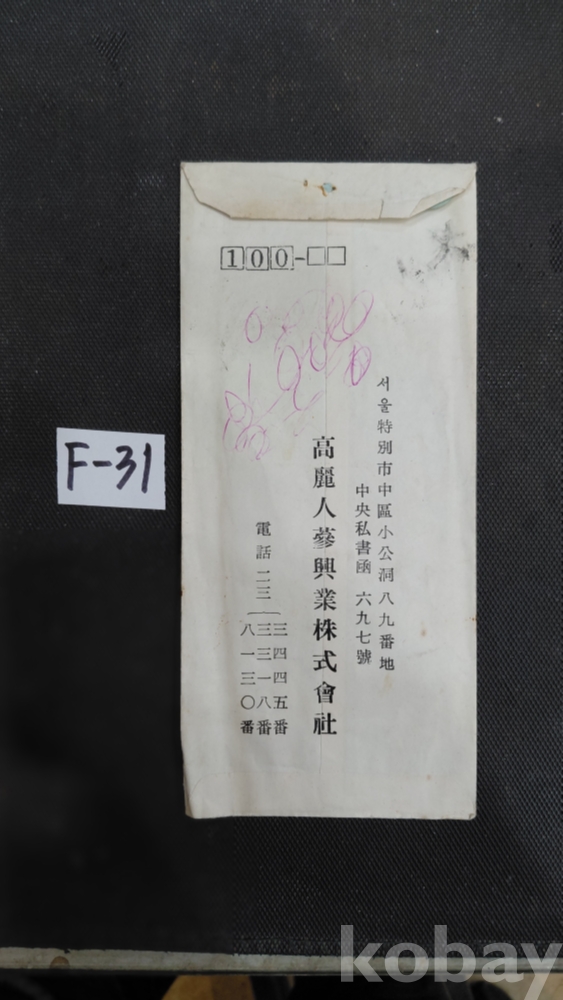 100-□□
서울特別市中區小公洞八九番地
中央私書函 六九七號
高麗人蔘興業株式會社
電話二三
三四四五番
三三一八番
八一三〇番
F-31
kobay